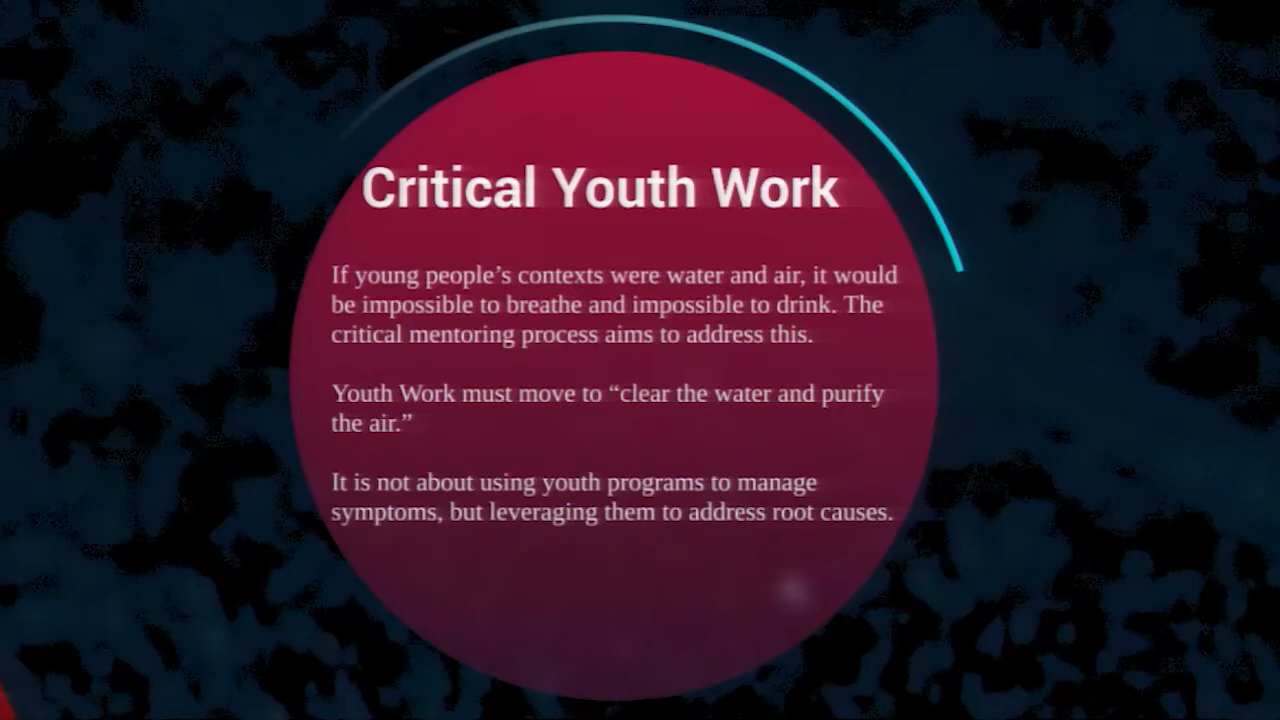 Critical Youth Work
If young people’s contexts were water and air, it would
be impossible to breathe and impossible to drink. The
critical mentoring process aims to address this.
Youth Work must move to “clear the water and purify
the air.”
It is not about using youth programs to manage
symptoms, but leveraging them to address root causes.